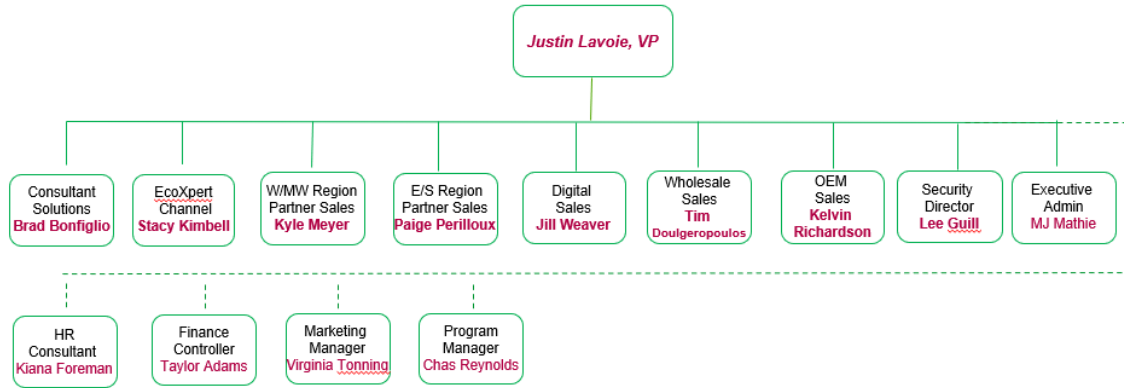 Justin Lavoie, VP
Consultant
Solutions
Brad Bonfiglio
EcoXpert
Channel
Stacy Kimbell
W/MW Region
Partner Sales
Kyle Meyer
E/S Region
Partner Sales
Paige Perilloux
Digital
Sales
Jill Weaver
Wholesale
Sales
Tim
Doulgeropoulos
OEM
Sales
Kelvin
Richardson
Security
Director
Lee Guill
Executive
Admin
MJ Mathie
HR
Consultant
Kiana Foreman
Finance
Controller
Taylor Adams
Marketing
Manager
Virginia Tonning
Program
Manager
Chas Reynolds